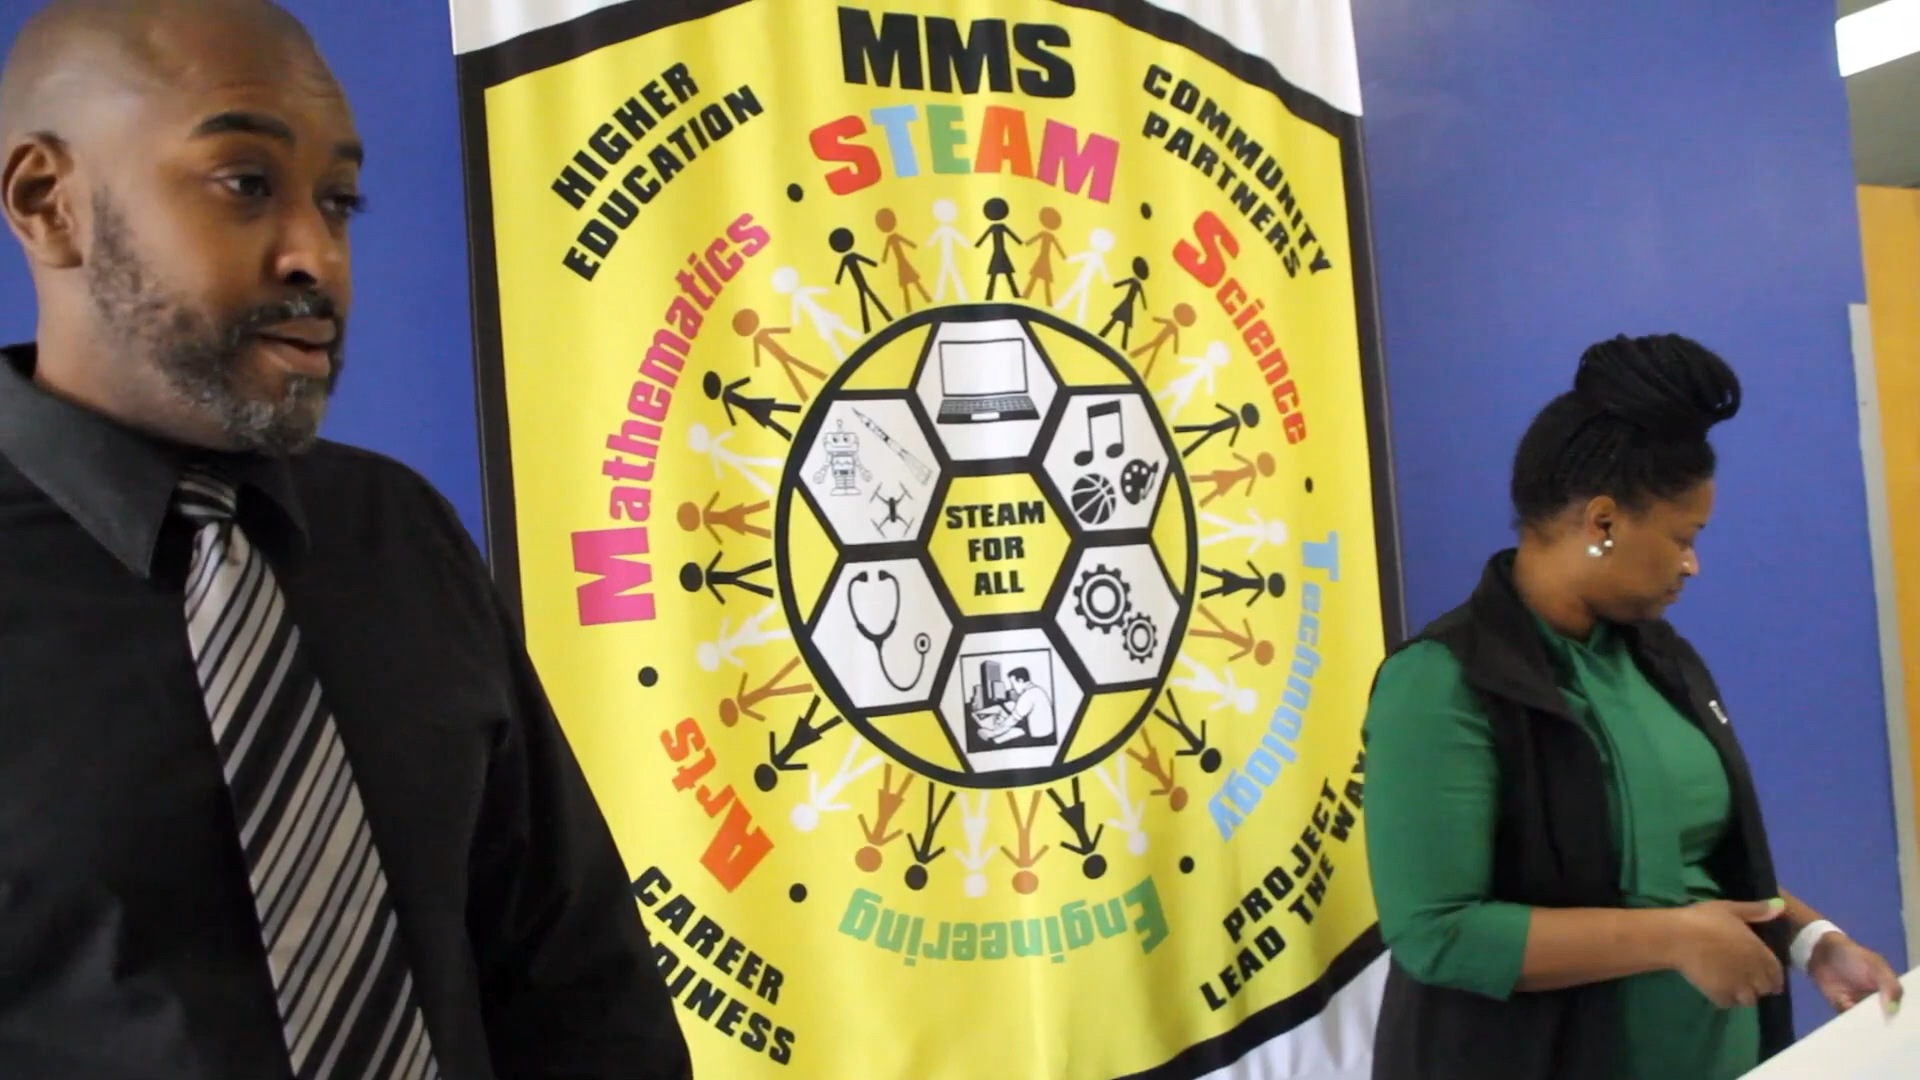 MMS
STEAM
HIGHER
EDUCATION
COMMUNITY
PARTNERS
Mathematics
Science
STEAM
FOR
ALL
Technology
Arts
Engineering
PROJECT
LEAD THE WAY
CAREER